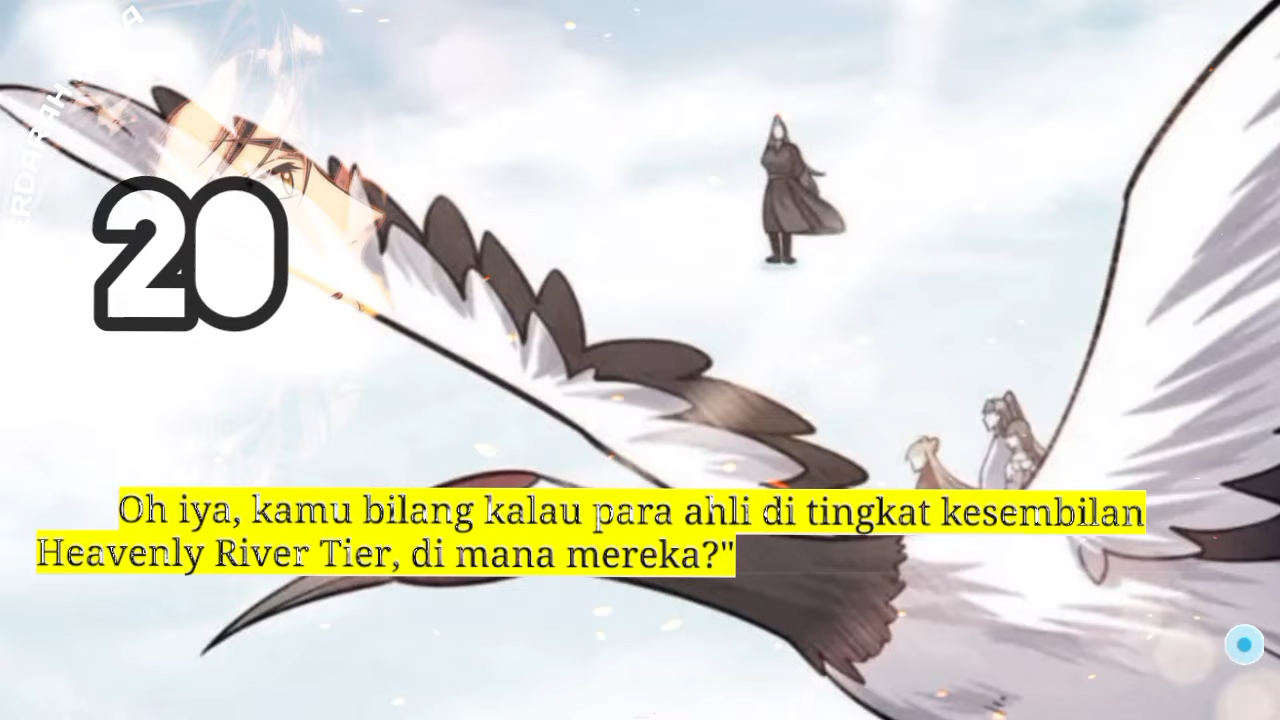 20
Oh iya, kamu bilang kalau para ahli di tingkat kesembilan
Heavenly River Tier, di mana mereka?"